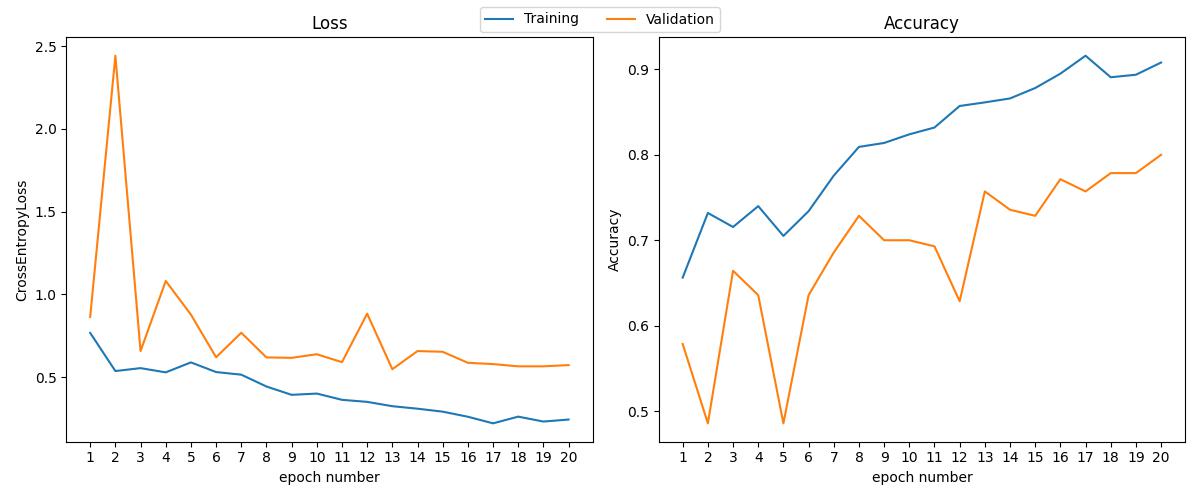 Training Validation
Loss
CrossEntropyLoss
2.5
2.0
1.5
1.0
0.5
1 2 3 4 5 6 7 8 9 10 11 12 13 14 15 16 17 18 19 20
epoch number
Accuracy
Accuracy
0.9
0.8
0.7
0.6
0.5
1 2 3 4 5 6 7 8 9 10 11 12 13 14 15 16 17 18 19 20
epoch number